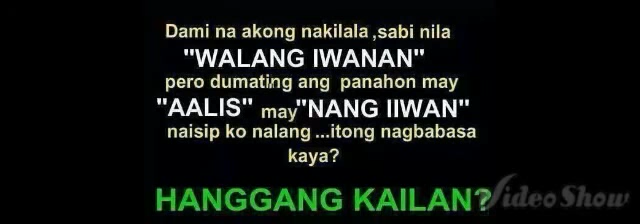 Dami na akong nakilala ,sabi nila
"WALANG IWANAN"
pero dumating ang panahon may
"AALIS" may "NANG IIWAN"
naisip ko nalang ...itong nagbabasa
kaya?
HANGGANG KAILAN?
VideoShow